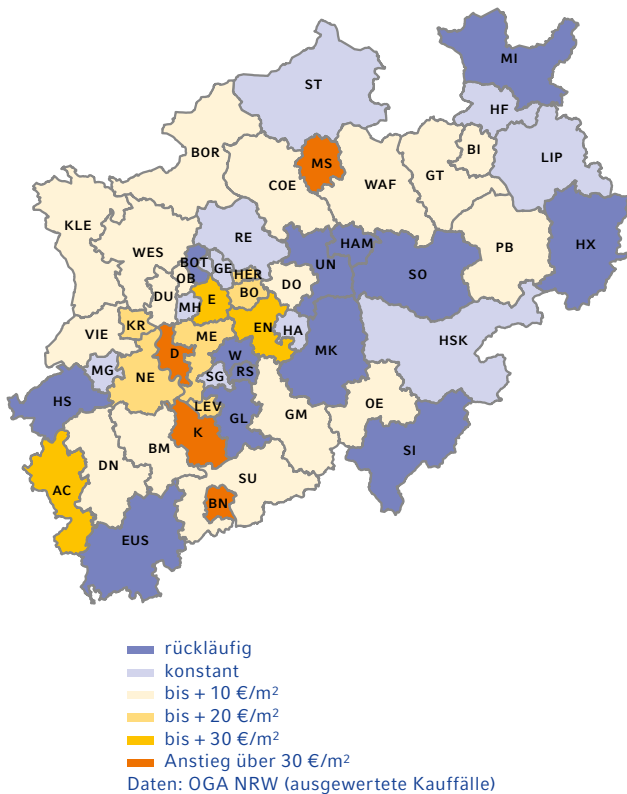 MI
ST
HF
BI
LIP
BOR
MS
GT
COE
WAF
KLE
RE
PB
HX
WES
BOT
HAM
GE
UN
SO
OB
HER
DU
E
BO
DO
MH
KR
EN
HA
VIE
ME
HSK
D
W
MK
MG
RS
NE
SG
HS
LEV
OE
GL
GM
K
BM
SI
DN
SU
AC
BN
EUS
rückläufig
konstant
bis + 10 €/m²
bis + 20 €/m²
bis + 30 €/m²
Anstieg über 30 €/m²
Daten: OGA NRW (ausgewertete Kauffälle)